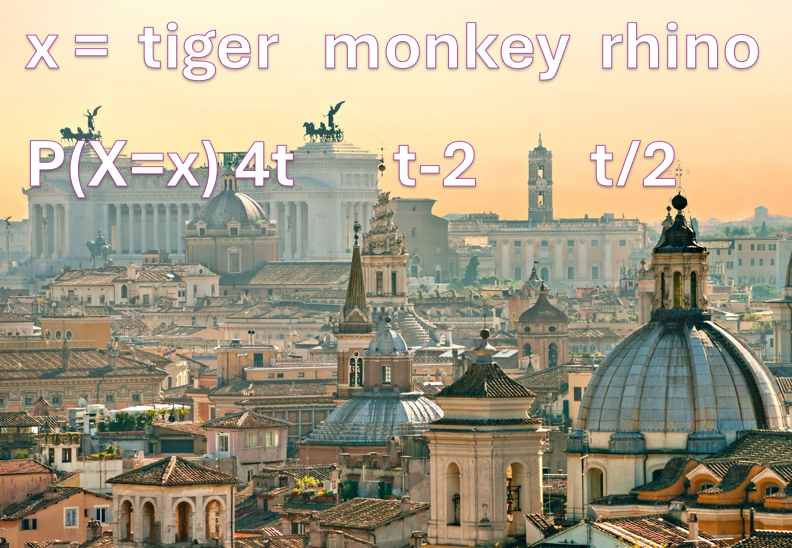 x = tiger monkey rhino
P(X=x) 4t t-2 t/2